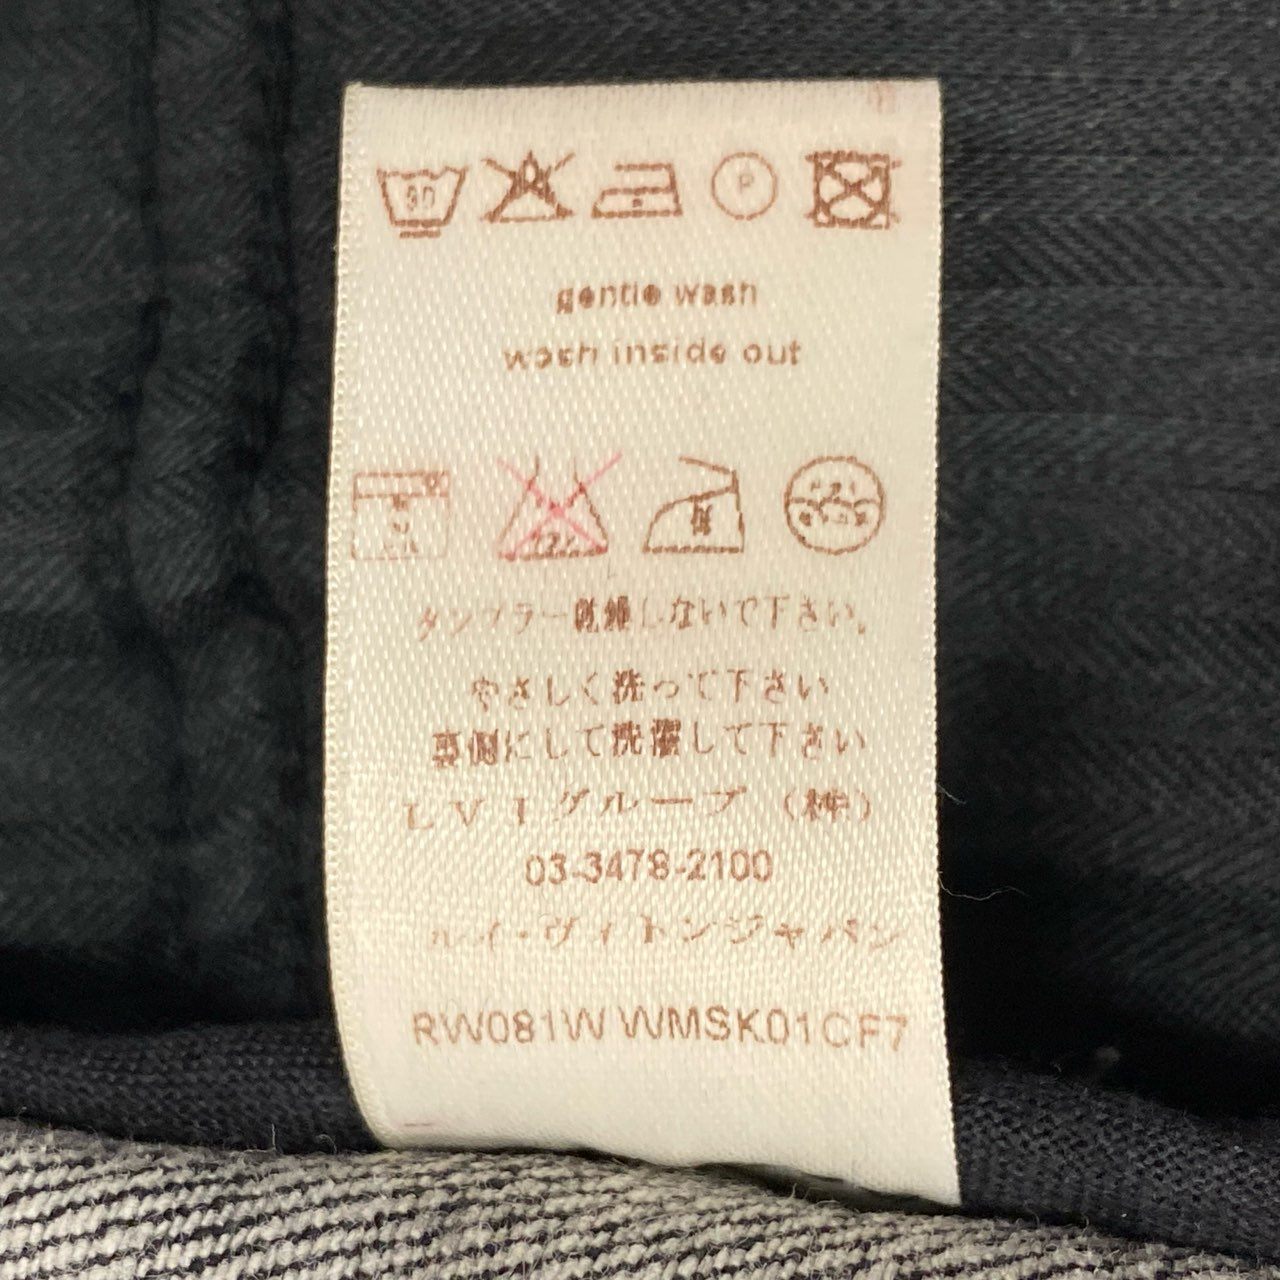 P
gentle wash
wash inside out
タンブラー乾燥しないで下さい。
やさしく洗って下さい
裏側にして洗濯して下さい
LVJグループ（株）
03-3478-2100
ルイ・ヴィトンジャパン
RW081W WMSK01CF7